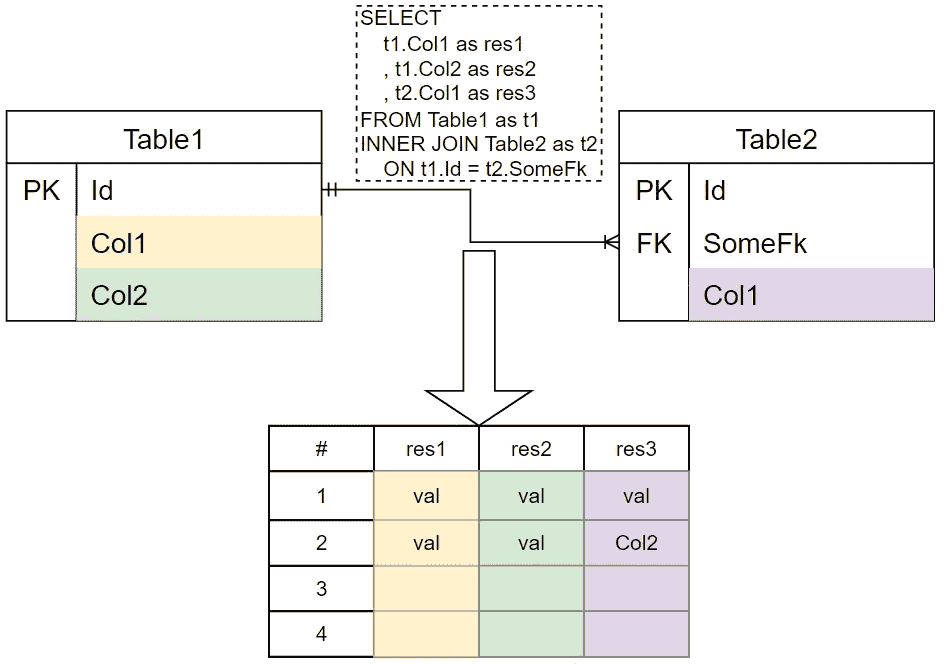 SELECT
t1.Col1 as res1
, t1.Col2 as res2
, t2.Col1 as res3
FROM Table1 as t1
INNER JOIN Table2 as t2
ON t1.Id = t2.SomeFk
Table1
PK Id
Col1
Col2
Table2
PK Id
FK SomeFk
Col1
# res1 res2 res3
1 val val val
2 val val Col2
3
4